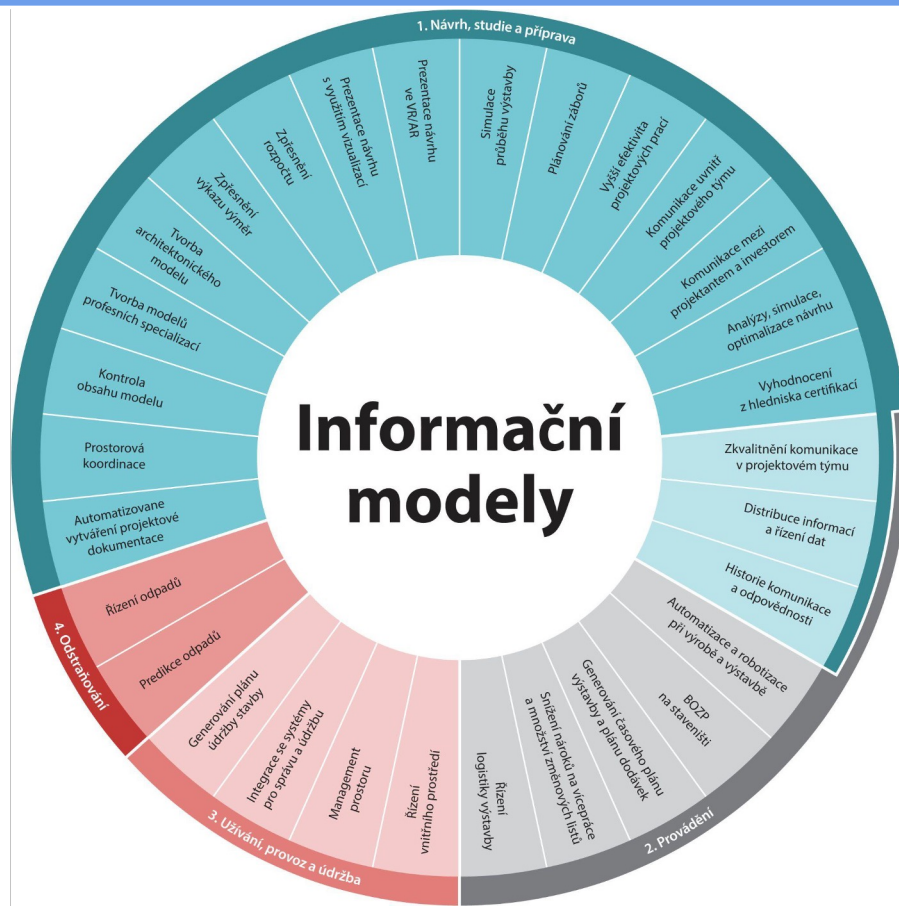 1. Návrh, studie a příprava
Simulace
průběhu výstavby
Plánování záborů
Vyšší efektivita
projektových prací
Komunikace uvnitř
projektového týmu
Komunikace mezi
projektantem a investorem
Analýzy, simulace,
optimalizace návrhu
Vyhodnocení
z hlediska certifikací
Zkvalitnění komunikace
v projektovém týmu
Distribuce informací
a řízení dat
Historie komunikace
a odpovědnosti
Automatizace a robotizace
při výrobě a výstavbě
BOZP
na staveništi
Generování časového plánu
výstavby a plánu dodávek
Snížení nároků na vícepráce
a množství změnových listů
Řízení
logistiky výstavby
2. Provádění
Řízení
vnitřního prostředí
Management
prostoru
Integrace se systémy
pro správu a údržbu
Generování plánu
údržby stavby
3. Užívání, provoz a údržba
Predikce odpadů
Řízení odpadů
4. Odstraňování
Automatizovane
vytváření projektové
dokumentace
Prostorová
koordinace
Kontrola
obsahu modelu
Tvorba modelů
profesních specializací
Tvorba
architektonického
modelu
Zpřesnění
výkazu výměr
Zpřesnění
rozpočtu
Prezentace návrhu
s využitím vizualizací
Prezentace návrhu
ve VR/AR
Informační
modely